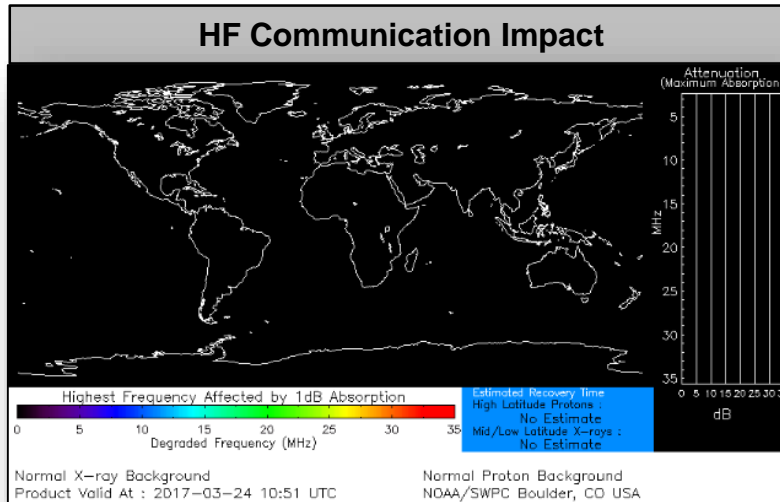 HF Communication Impact
Attenuation
(Maximum Absorption)
5
10
15
20
25
30
35
MHz
0 5 10 15 20 25 30
dB
Highest Frequency Affected by 1dB Absorption
0 5 10 15 20 25 30 35
Degraded Frequency (MHz)
Estimated Recovery Time
High Latitude Protons :
No Estimate
Mid/Low Latitude X-rays :
No Estimate
Normal X-ray Background
Product Valid At : 2017-03-24 10:51 UTC
Normal Proton Background
NOAA/SWPC Boulder, CO USA